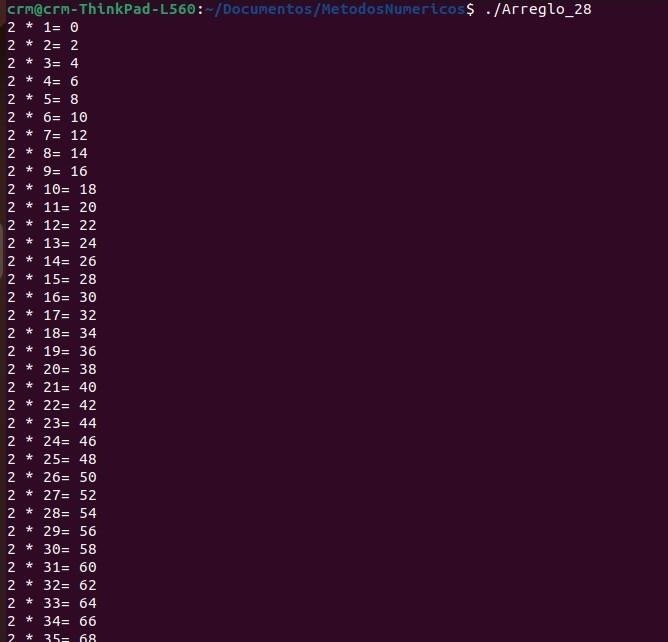 crm@crm-ThinkPad-L560:~/Documentos/MetodosNumericos$ ./Arreglo_28
2 * 1= 0
2 * 2= 2
2 * 3= 4
2 * 4= 6
2 * 5= 8
2 * 6= 10
2 * 7= 12
2 * 8= 14
2 * 9= 16
2 * 10= 18
2 * 11= 20
2 * 12= 22
2 * 13= 24
2 * 14= 26
2 * 15= 28
2 * 16= 30
2 * 17= 32
2 * 18= 34
2 * 19= 36
2 * 20= 38
2 * 21= 40
2 * 22= 42
2 * 23= 44
2 * 24= 46
2 * 25= 48
2 * 26= 50
2 * 27= 52
2 * 28= 54
2 * 29= 56
2 * 30= 58
2 * 31= 60
2 * 32= 62
2 * 33= 64
2 * 34= 66
2 * 35= 68